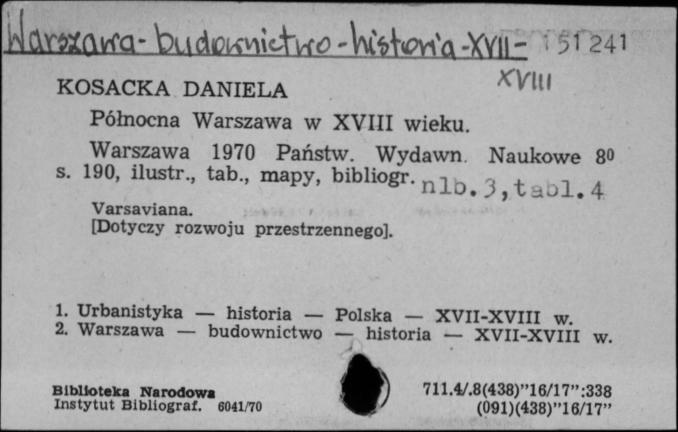 Warszawa - budownictwo - historia - XVII - 51 241
XVIII
KOSACKA DANIELA
Północna Warszawa w XVIII wieku.
Warszawa 1970 Państw. Wydawn. Naukowe 8⁰
s. 190, ilustr., tab., mapy, bibliogr. nlb. 3, tabl. 4
Varsaviana.
[Dotyczy rozwoju przestrzennego].
1. Urbanistyka — historia — Polska — XVII-XVIII w.
2. Warszawa — budownictwo — historia — XVII-XVIII w.
Biblioteka Narodowa 711.4/.8(438)"16/17":338
Instytut Bibliograf. 6041/70 (091)(438)"16/17"